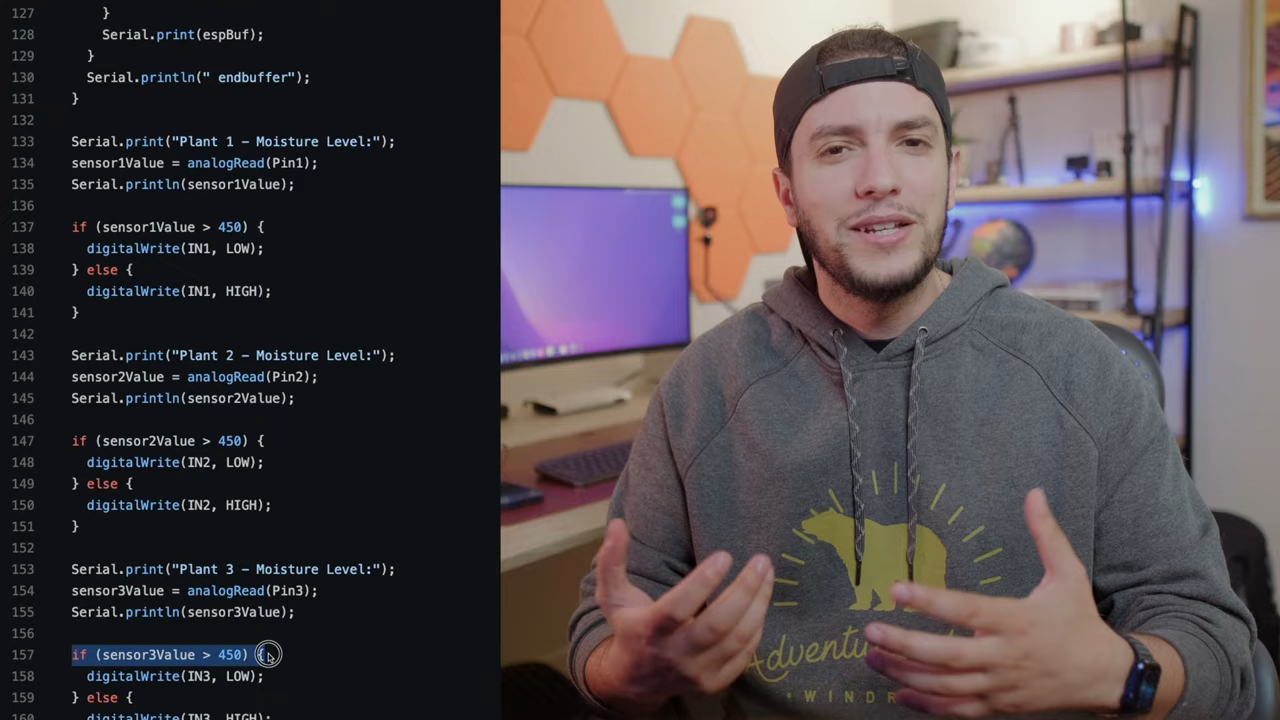 127 }
128 Serial.print(espBuf);
129 }
130 Serial.println(" endbuffer");
131 }
132
133 Serial.print("Plant 1 - Moisture Level:");
134 sensor1Value = analogRead(Pin1);
135 Serial.println(sensor1Value);
136
137 if (sensor1Value > 450) {
138 digitalWrite(IN1, LOW);
139 } else {
140 digitalWrite(IN1, HIGH);
141 }
142
143 Serial.print("Plant 2 - Moisture Level:");
144 sensor2Value = analogRead(Pin2);
145 Serial.println(sensor2Value);
146
147 if (sensor2Value > 450) {
148 digitalWrite(IN2, LOW);
149 } else {
150 digitalWrite(IN2, HIGH);
151 }
152
153 Serial.print("Plant 3 - Moisture Level:");
154 sensor3Value = analogRead(Pin3);
155 Serial.println(sensor3Value);
156
157 if (sensor3Value > 450) {
158 digitalWrite(IN3, LOW);
159 } else {
160 digitalWrite(IN3, HIGH);